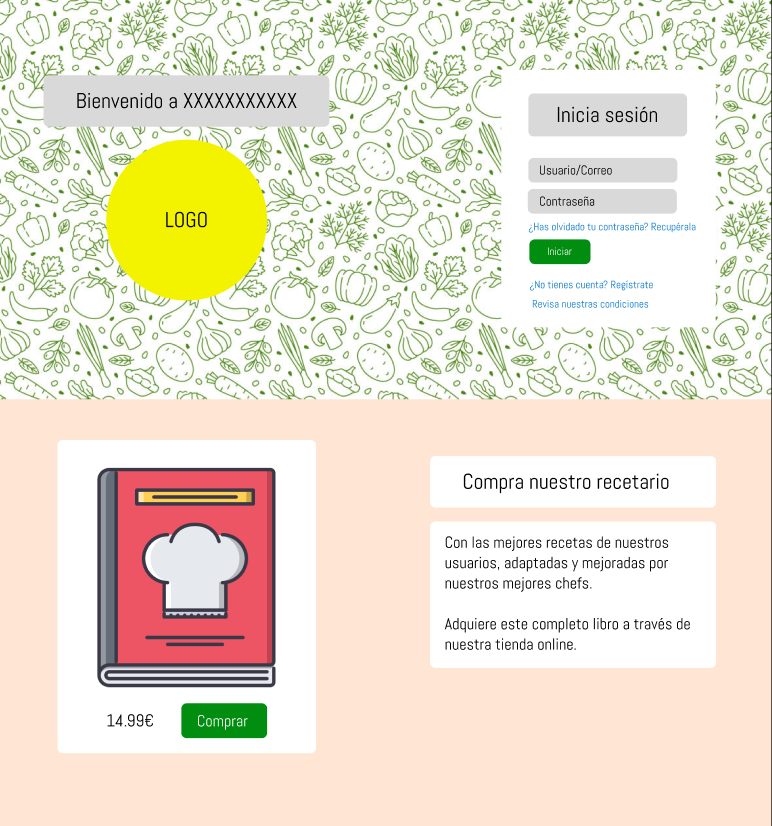 Bienvenido a XXXXXXXXXXX
LOGO
Inicia sesión
Usuario/Correo
Contraseña
¿Has olvidado tu contraseña? Recupérala
Iniciar
¿No tienes cuenta? Regístrate
Revisa nuestras condiciones
14.99€
Comprar
Compra nuestro recetario
Con las mejores recetas de nuestros
usuarios, adaptadas y mejoradas por
nuestros mejores chefs.
Adquiere este completo libro a través de
nuestra tienda online.